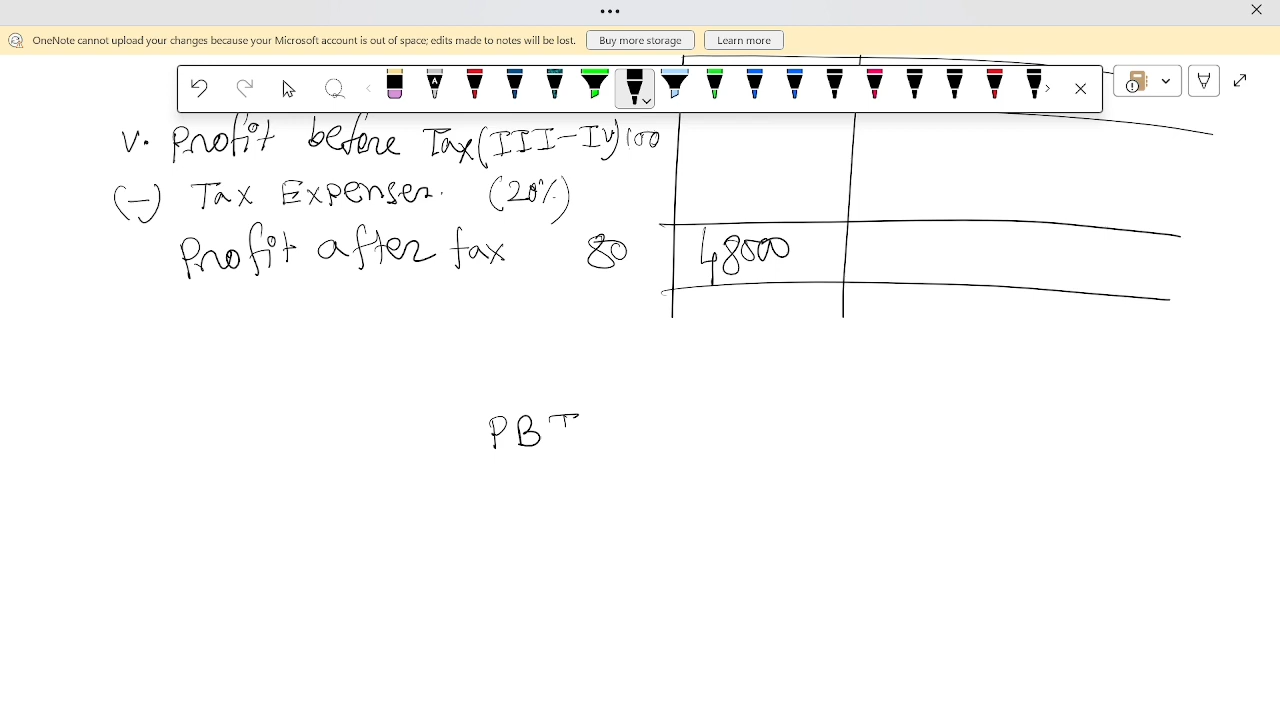 OneNote cannot upload your changes because your Microsoft account is out of space; edits made to notes will be lost. Buy more storage Learn more
A
V. Profit before Tax (III-IV) 100
(-) Tax Expenses. (20%)
Profit after tax 80 48000
PBT